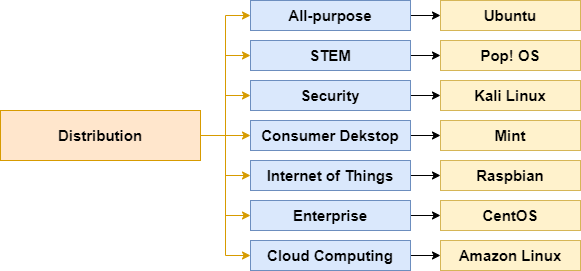 All-purpose
Ubuntu
STEM
Pop! OS
Security
Kali Linux
Distribution
Consumer Dekstop
Mint
Internet of Things
Raspbian
Enterprise
CentOS
Cloud Computing
Amazon Linux